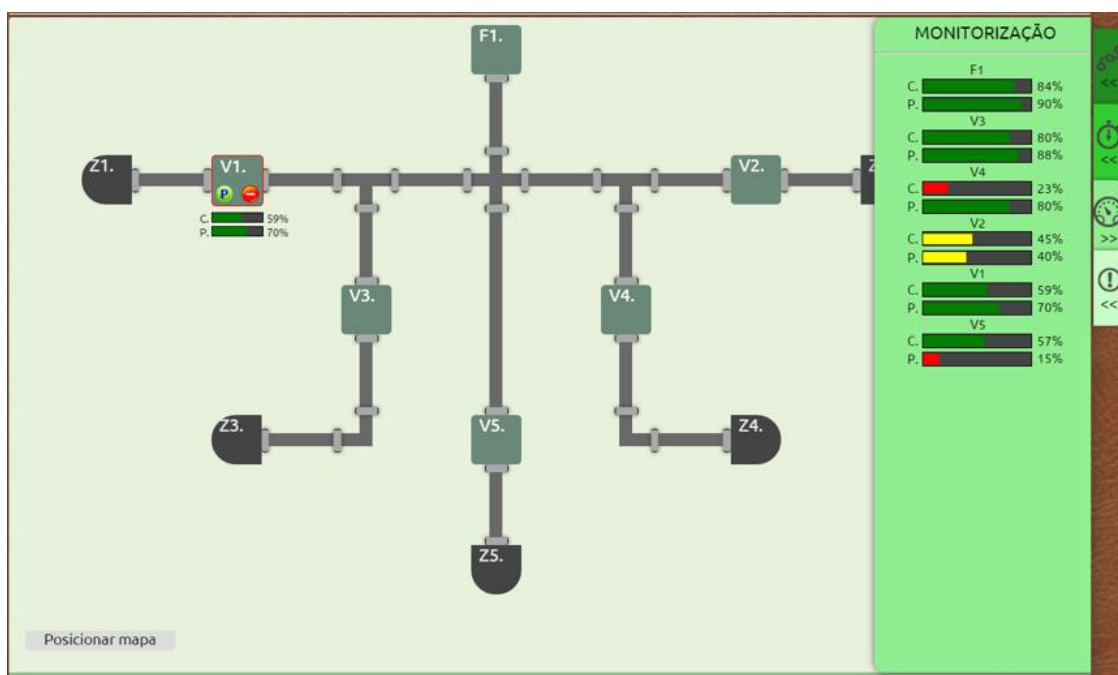 F1.
Z1.
V1.
P
C. 59%
P. 70%
V2.
Z
V3.
V4.
Z3.
V5.
Z4.
Z5.
Posicionar mapa
MONITORIZAÇÃO
F1
C. 84%
P. 90%
V3
C. 80%
P. 88%
V4
C. 23%
P. 80%
V2
C. 45%
P. 40%
V1
C. 59%
P. 70%
V5
C. 57%
P. 15%
<<
<<
>>
<<